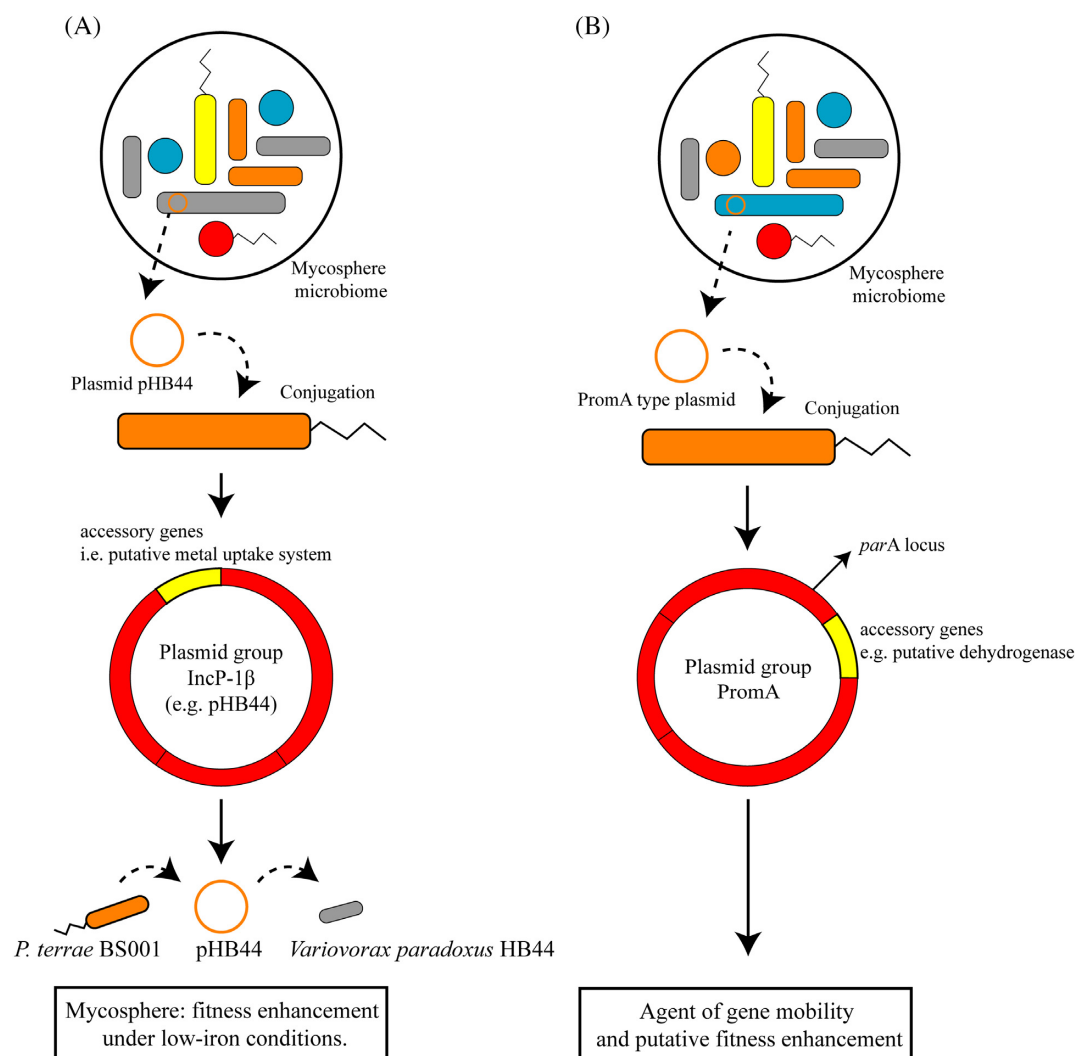 (A)
Mycosphere
microbiome
Plasmid pHB44
Conjugation
accessory genes
i.e. putative metal uptake system
Plasmid group
IncP-1β
(e.g. pHB44)
P. terrae BS001
pHB44
Variovorax paradoxus HB44
Mycosphere: fitness enhancement
under low-iron conditions.
(B)
Mycosphere
microbiome
PromA type plasmid
Conjugation
parA locus
accessory genes
e.g. putative dehydrogenase
Plasmid group
PromA
Agent of gene mobility
and putative fitness enhancement